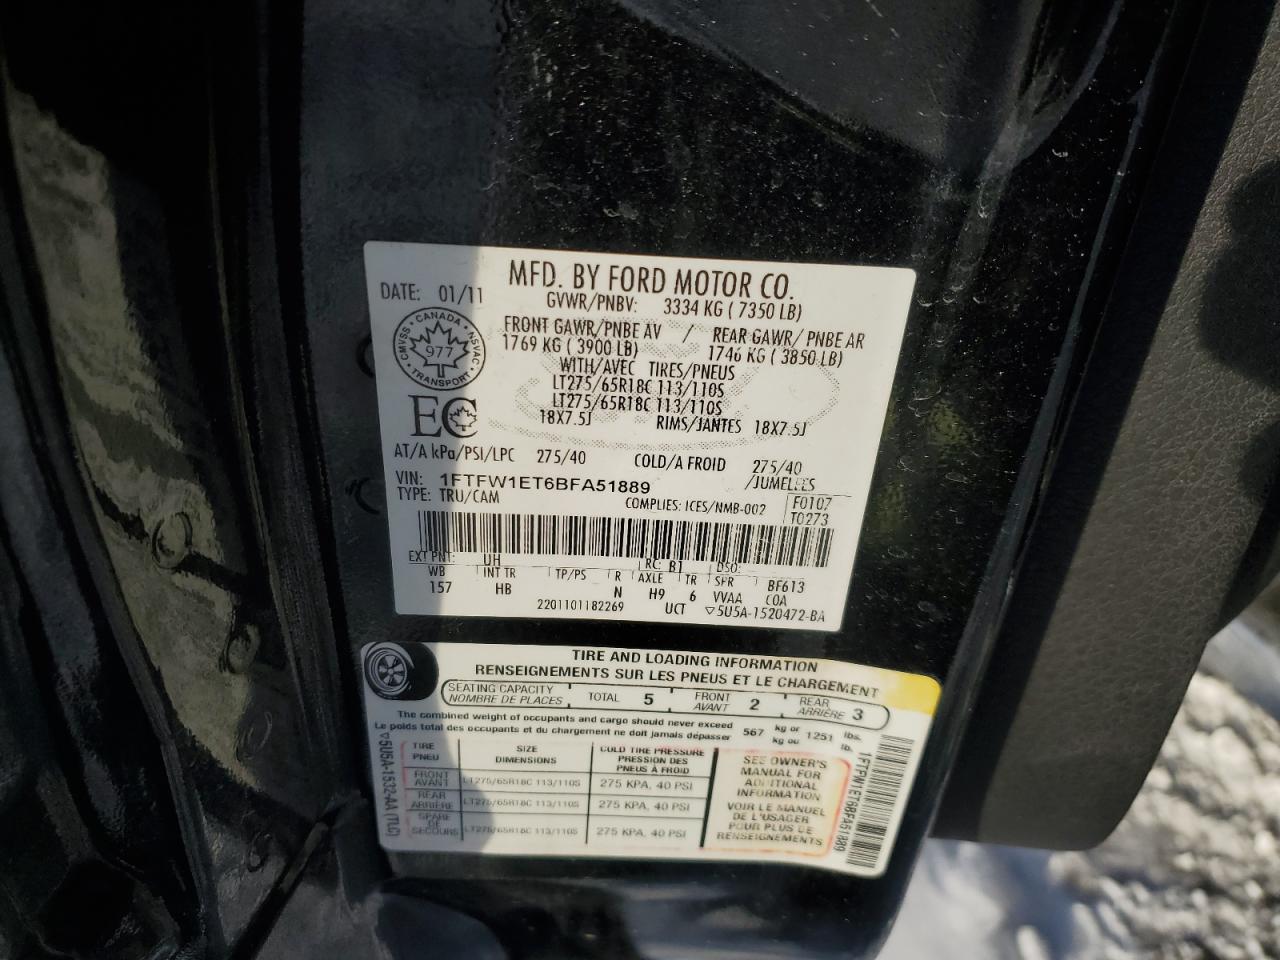 MFD. BY FORD MOTOR CO.
DATE: 01/11
GVWR/PNBV: 3334 KG ( 7350 LB)
FRONT GAWR/PNBE AV / REAR GAWR/ PNBE AR
1769 KG ( 3900 LB) 1746 KG ( 3850 LB)
WITH/AVEC TIRES/PNEUS
LT275/65R18C 113/110S
LT275/65R18C 113/110S
18X7.5J RIMS/JANTES 18X7.5J
CANADA
CMVSS NSVAC
977
TRANSPORT
EC
AT/A kPa/PSI/LPC 275/40 COLD/A FROID 275/40
VIN: 1FTFW1ET6BFA51889 /JUMELEES
TYPE: TRU/CAM COMPLIES: ICES/NMB-002 F0107
T0273
EXT PNT: UH RC: B1 DSO:
WB INT TR TP/PS R AXLE TR SPR BF613
157 HB N H9 6 VVAA COA
2201101182269 UCT ▽5U5A-1520472-BA
TIRE AND LOADING INFORMATION
RENSEIGNEMENTS SUR LES PNEUS ET LE CHARGEMENT
SEATING CAPACITY TOTAL 5 FRONT 2 REAR 3
NOMBRE DE PLACES AVANT ARRIÈRE
The combined weight of occupants and cargo should never exceed 567 kg or 1251 lbs.
Le poids total des occupants et du chargement ne doit jamais dépasser kg ou lb.
TIRE SIZE COLD TIRE PRESSURE
PNEU DIMENSIONS PRESSION DES
PNEUS À FROID
FRONT
AVANT LT275/65R18C 113/110S 275 KPA, 40 PSI
REAR
ARRIÈRE LT275/65R18C 113/110S 275 KPA, 40 PSI
SPARE
DE SECOURS LT275/65R18C 113/110S 275 KPA, 40 PSI
SEE OWNER'S
MANUAL FOR
ADDITIONAL
INFORMATION
VOIR LE MANUEL
DE L'USAGER
POUR PLUS DE
RENSEIGNEMENTS
▽5U5A-1532-AA (TLC)
1FTFW1ET6BFA51889